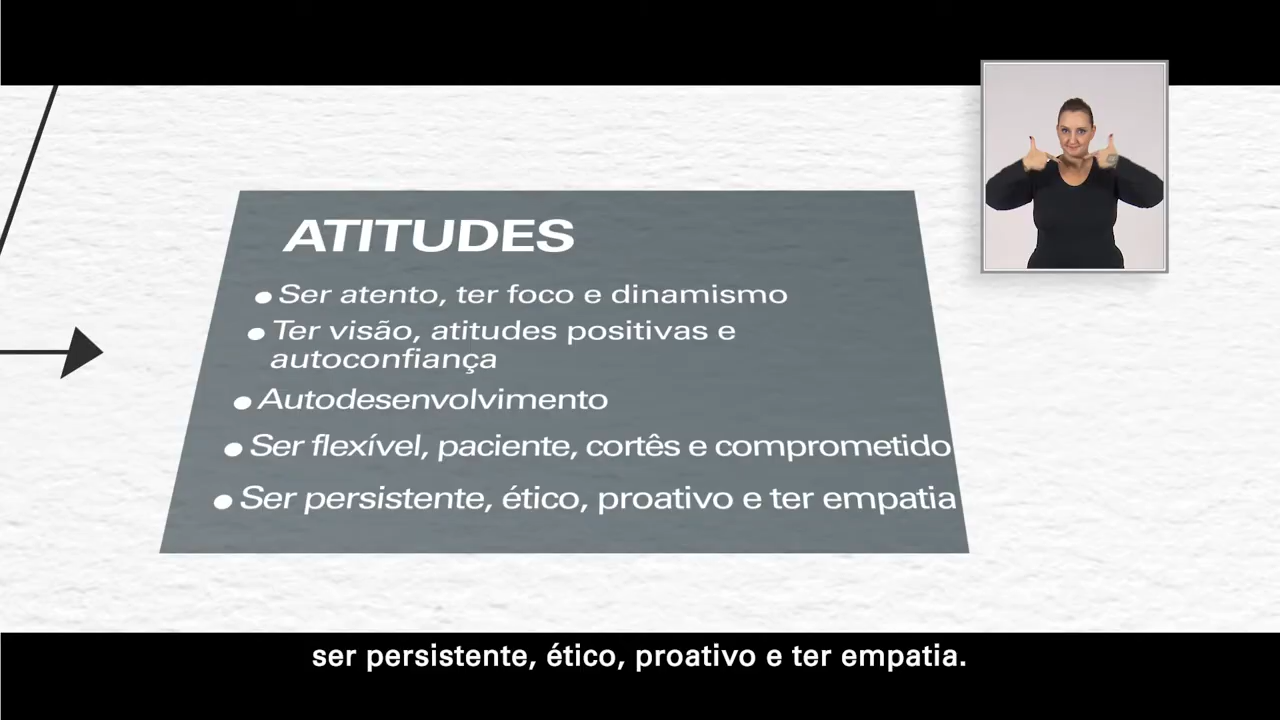 ATITUDES
● Ser atento, ter foco e dinamismo
● Ter visão, atitudes positivas e
autoconfiança
● Autodesenvolvimento
● Ser flexível, paciente, cortês e comprometido
● Ser persistente, ético, proativo e ter empatia
ser persistente, ético, proativo e ter empatia.